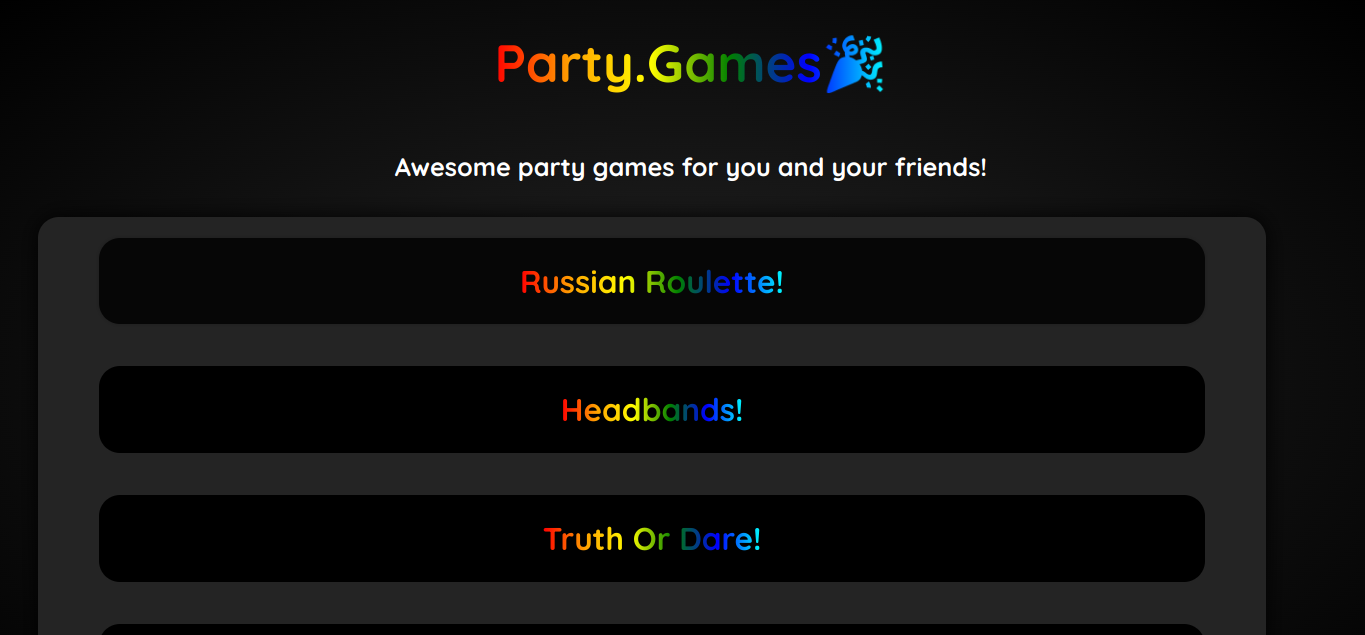 Party.Games🎉
Awesome party games for you and your friends!
Russian Roulette!
Headbands!
Truth Or Dare!